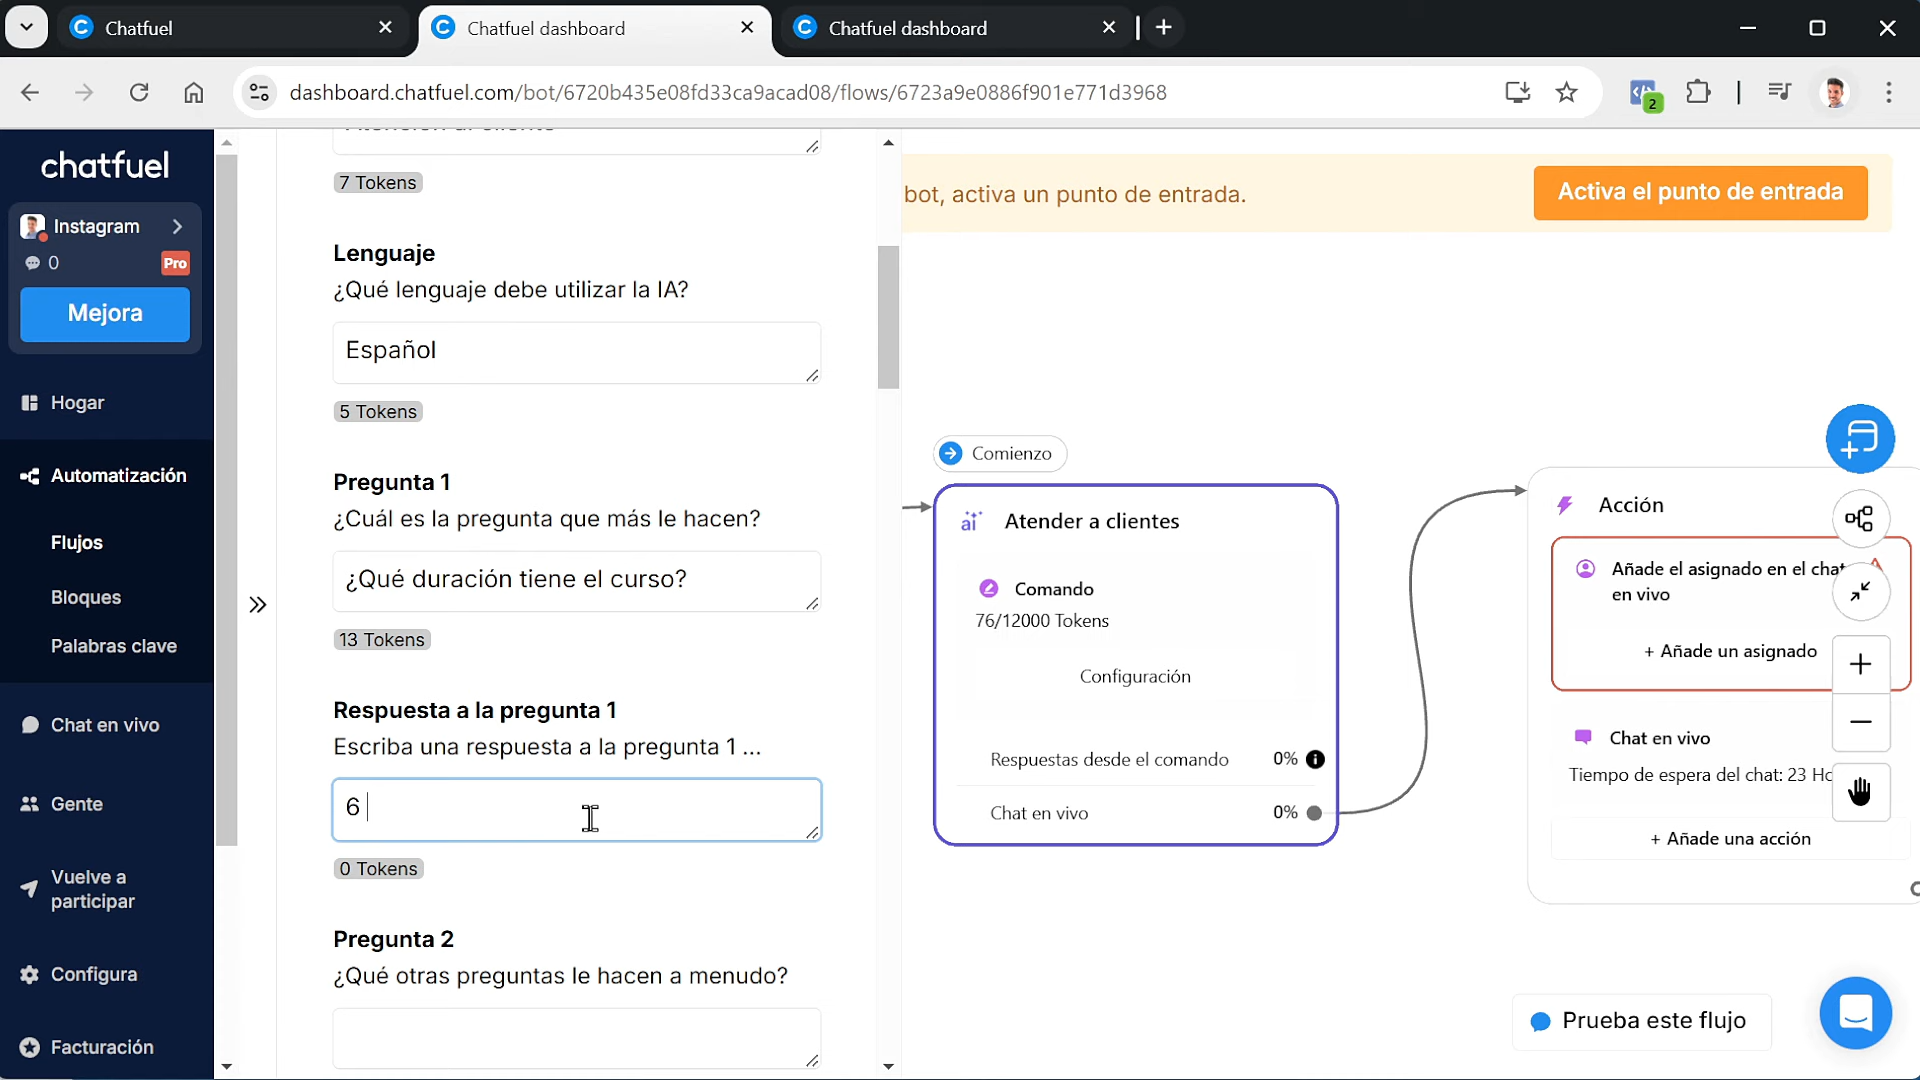 Chatfuel
Chatfuel dashboard
Chatfuel dashboard
dashboard.chatfuel.com/bot/6720b435e08fd33ca9acad08/flows/6723a9e0886f901e771d3968
2
chatfuel
Instagram
0
Pro
Mejora
Hogar
Automatización
Flujos
Bloques
Palabras clave
Chat en vivo
Gente
Vuelve a
participar
Configura
Facturación
7 Tokens
Lenguaje
¿Qué lenguaje debe utilizar la IA?
Español
5 Tokens
Pregunta 1
¿Cuál es la pregunta que más le hacen?
¿Qué duración tiene el curso?
13 Tokens
Respuesta a la pregunta 1
Escriba una respuesta a la pregunta 1 ...
6
0 Tokens
Pregunta 2
¿Qué otras preguntas le hacen a menudo?
bot, activa un punto de entrada.
Activa el punto de entrada
Comienzo
ai Atender a clientes
Comando
76/12000 Tokens
Configuración
Respuestas desde el comando 0%
Chat en vivo 0%
Acción
Añade el asignado en el chat
en vivo
+ Añade un asignado
Chat en vivo
Tiempo de espera del chat: 23 Ho
+ Añade una acción
Prueba este flujo